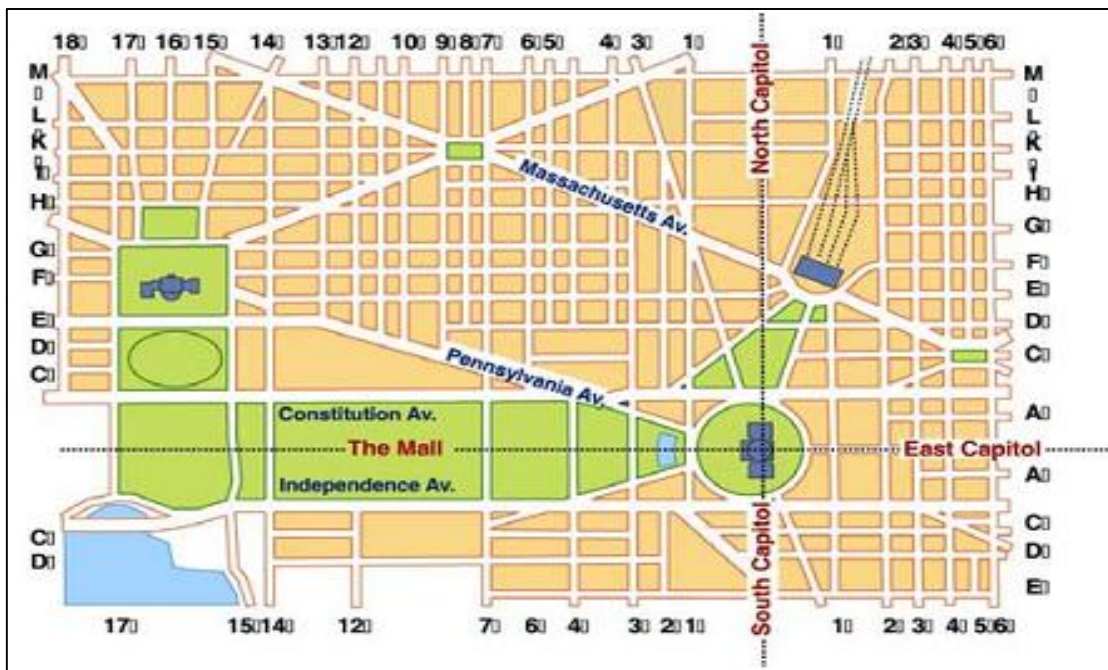 18▯ 17▯ 16▯ 15▯ 14▯ 13▯ 12▯ 10▯ 9▯ 8▯ 7▯ 6▯ 5▯ 4▯ 3▯ 1▯ 1▯ 2▯ 3▯ 4▯ 5▯ 6▯
North Capitol
M M
▯ ▯
L L
K K
I I
H▯ H▯
Massachusetts Av.
G▯ G▯
F▯ F▯
E▯ E▯
D▯ D▯
C▯ C▯
Pennsylvania Av.
Constitution Av. A▯
The Mall East Capitol
Independence Av. A▯
C▯ C▯
D▯ D▯
E▯
South Capitol
17▯ 15▯ 14▯ 12▯ 7▯ 6▯ 4▯ 3▯ 2▯ 1▯ 1▯ 2▯ 3▯ 4▯ 5▯ 6▯